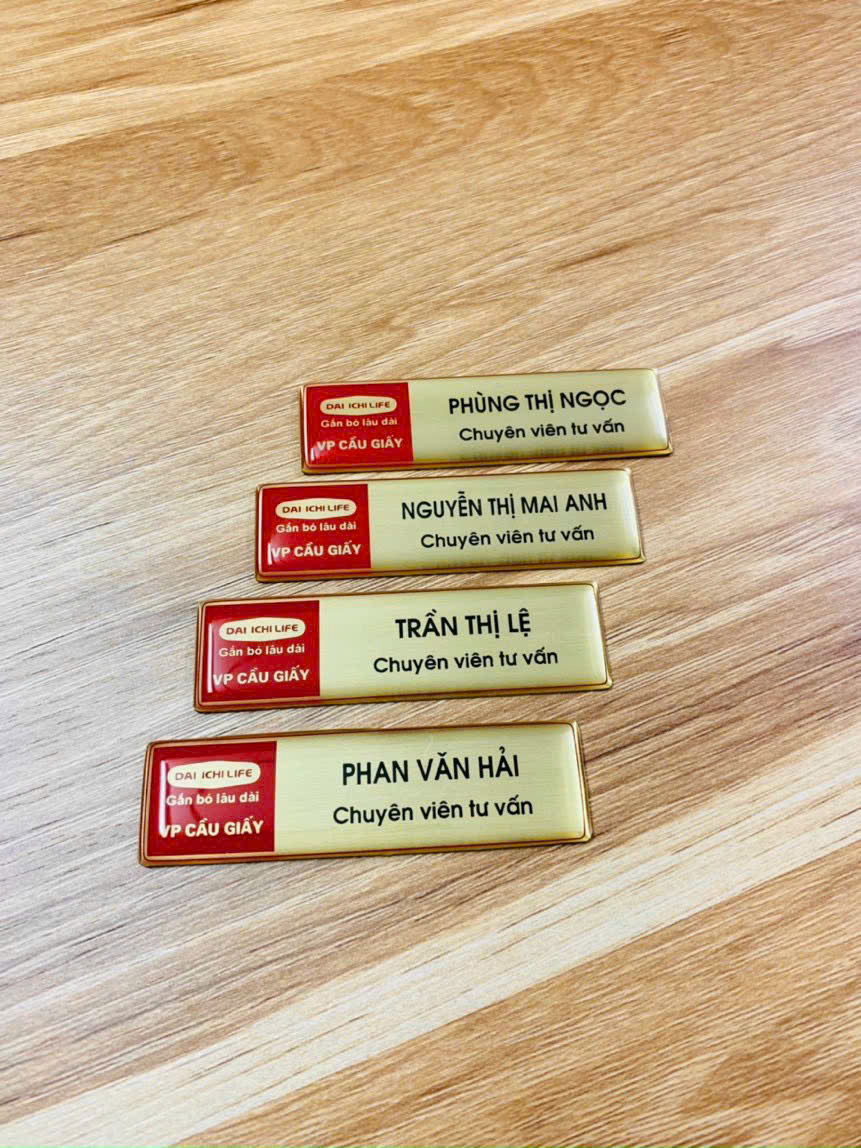 DAI ICHI LIFE
Gắn bó lâu dài
VP CẦU GIẤY
PHÙNG THỊ NGỌC
Chuyên viên tư vấn
DAI ICHI LIFE
Gắn bó lâu dài
VP CẦU GIẤY
NGUYỄN THỊ MAI ANH
Chuyên viên tư vấn
DAI ICHI LIFE
Gắn bó lâu dài
VP CẦU GIẤY
TRẦN THỊ LỆ
Chuyên viên tư vấn
DAI ICHI LIFE
Gắn bó lâu dài
VP CẦU GIẤY
PHAN VĂN HẢI
Chuyên viên tư vấn